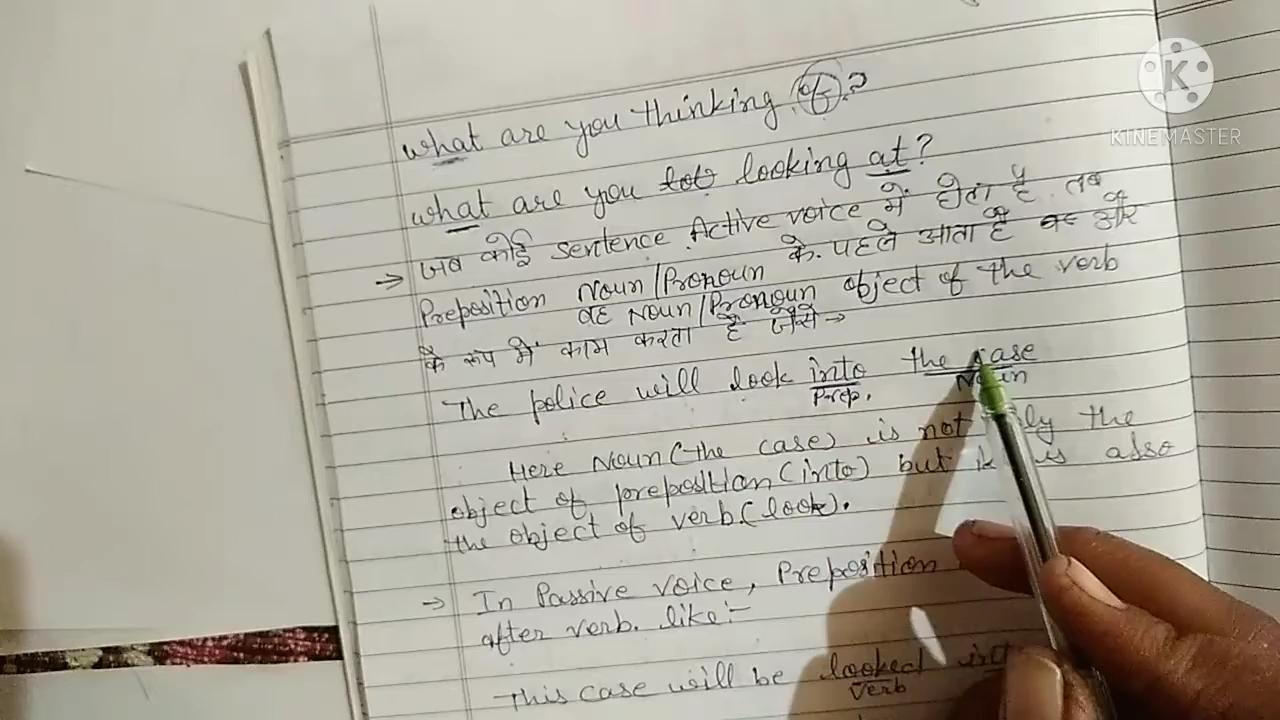 What are you thinking of?
What are you looking at?
→ जब कोई sentence Active voice में होता है तब
Preposition Noun/Pronoun के पहले आता है और
वह Noun/Pronoun object of the verb
के रूप में काम करता है जैसे→
The police will look into the case
Prep. Noun
Here Noun (the case) is not only the
object of preposition (into) but it is also
the object of verb (look).
→ In Passive voice, Preposition
after verb. like:-
This case will be looked into
verb
K
KINEMASTER